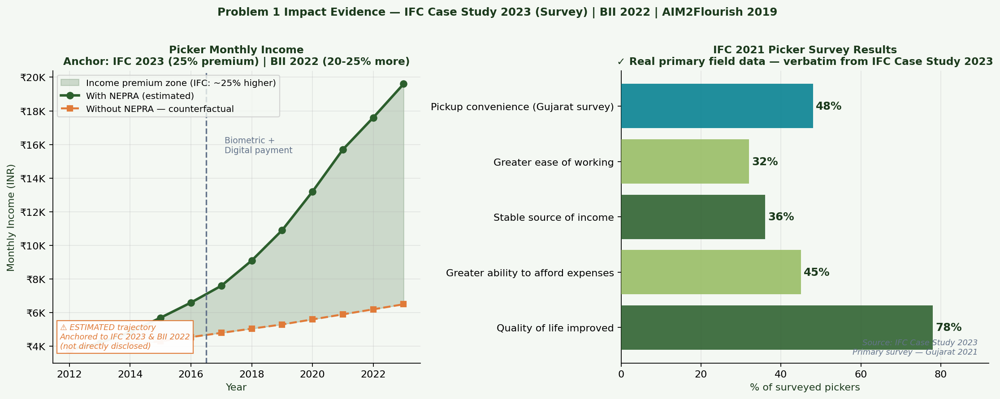 Problem 1 Impact Evidence — IFC Case Study 2023 (Survey) | BII 2022 | AIM2Flourish 2019
Picker Monthly Income
Anchor: IFC 2023 (25% premium) | BII 2022 (20-25% more)
Monthly Income (INR)
₹20K
₹18K
₹16K
₹14K
₹12K
₹10K
₹8K
₹6K
₹4K
Income premium zone (IFC: ~25% higher)
With NEPRA (estimated)
Without NEPRA — counterfactual
Biometric +
Digital payment
⚠ ESTIMATED trajectory
Anchored to IFC 2023 & BII 2022
(not directly disclosed)
2012 2014 2016 2018 2020 2022
Year
IFC 2021 Picker Survey Results
✓ Real primary field data — verbatim from IFC Case Study 2023
Pickup convenience (Gujarat survey) 48%
Greater ease of working 32%
Stable source of income 36%
Greater ability to afford expenses 45%
Quality of life improved 78%
Source: IFC Case Study 2023
Primary survey — Gujarat 2021
0 20 40 60 80
% of surveyed pickers